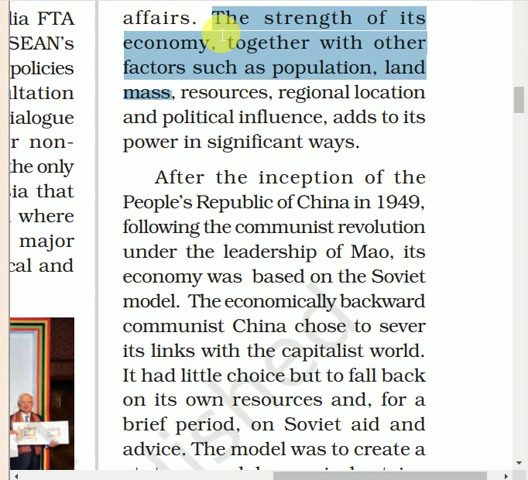 lia FTA
SEAN's
policies
ultation
ialogue
r non-
the only
ia that
where
major
cal and
affairs. The strength of its
economy, together with other
factors such as population, land
mass, resources, regional location
and political influence, adds to its
power in significant ways.
After the inception of the
People's Republic of China in 1949,
following the communist revolution
under the leadership of Mao, its
economy was based on the Soviet
model. The economically backward
communist China chose to sever
its links with the capitalist world.
It had little choice but to fall back
on its own resources and, for a
brief period, on Soviet aid and
advice. The model was to create a